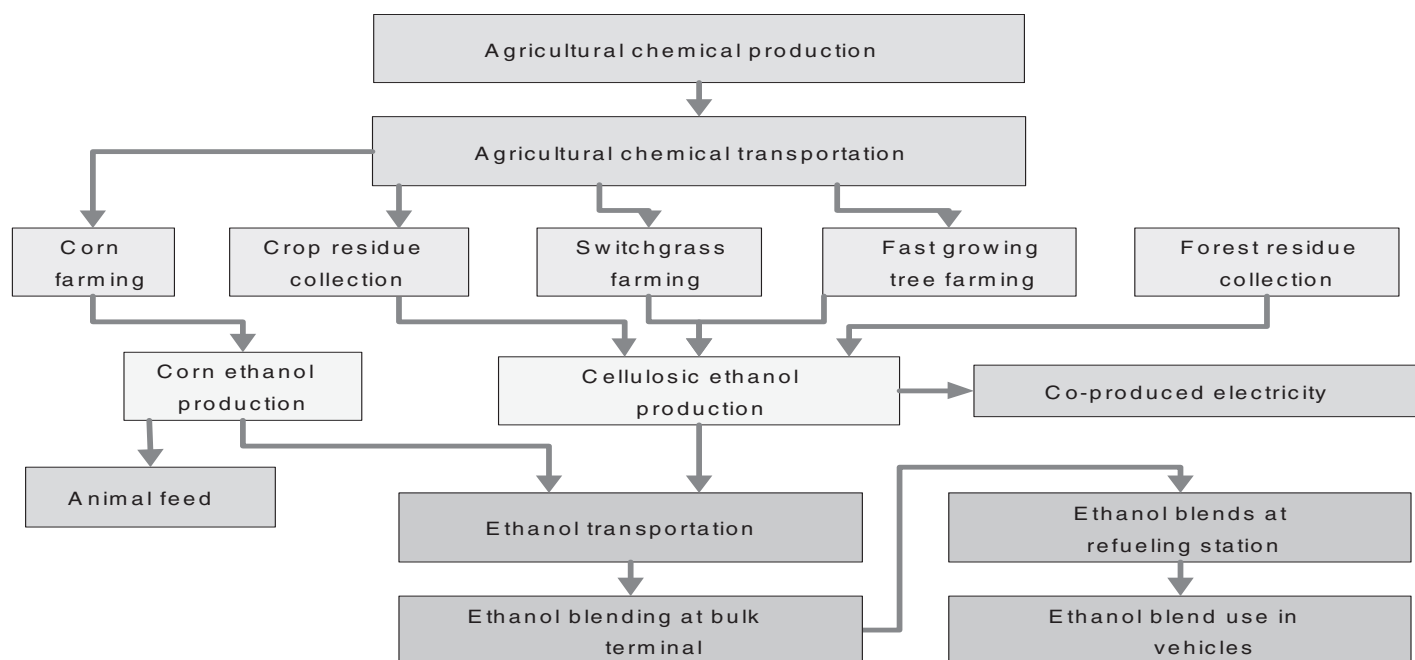 Agricultural chemical production
Agricultural chemical transportation
Corn
farming
Crop residue
collection
Switchgrass
farming
Fast growing
tree farming
Forest residue
collection
Corn ethanol
production
Cellulosic ethanol
production
Co-produced electricity
Animal feed
Ethanol transportation
Ethanol blends at
refueling station
Ethanol blending at bulk
terminal
Ethanol blend use in
vehicles